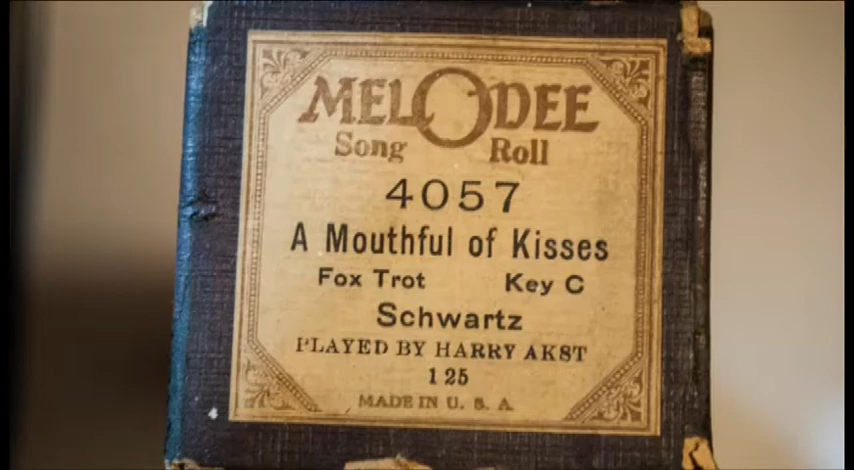 MELODEE
Song Roll
4057
A Mouthful of Kisses
Fox Trot Key C
Schwartz
PLAYED BY HARRY AKST
125
MADE IN U. S. A.